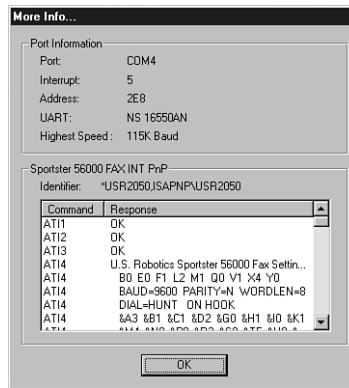 More Info...
Port Information
Port: COM4
Interrupt: 5
Address: 2E8
UART: NS 16550AN
Highest Speed : 115K Baud
Sportster 56000 FAX INT PnP
Identifier: *USR2050,ISAPNP\USR2050
Command Response
ATI1 OK
ATI2 OK
ATI3 OK
ATI4 U.S. Robotics Sportster 56000 Fax Settin...
ATI4 B0 E0 F1 L2 M1 Q0 V1 X4 Y0
ATI4 BAUD=9600 PARITY=N WORDLEN=8
ATI4 DIAL=HUNT ON HOOK
ATI4 &A3 &B1 &C1 &D2 &G0 &H1 &I0 &K1
ATI4
OK